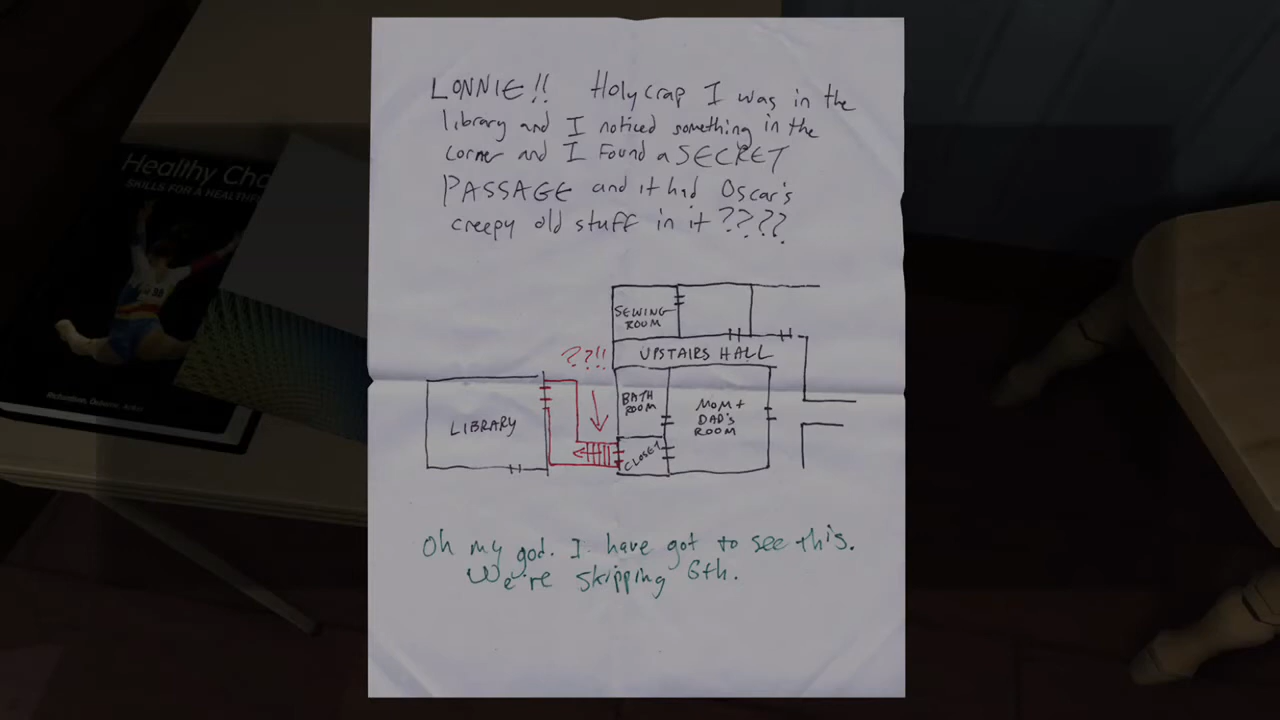 LONNIE!! Holy crap I was in the
library and I noticed something in the
corner and I found a SECRET
PASSAGE and it had Oscar's
creepy old stuff in it ????
SEWING
ROOM
UPSTAIRS HALL
??!!
LIBRARY
BATH
ROOM
MOM +
DAD'S
ROOM
CLOSET
Oh my god. I have got to see this.
We're skipping 6th.
Healthy Cho
SKILLS FOR A HEALTHF